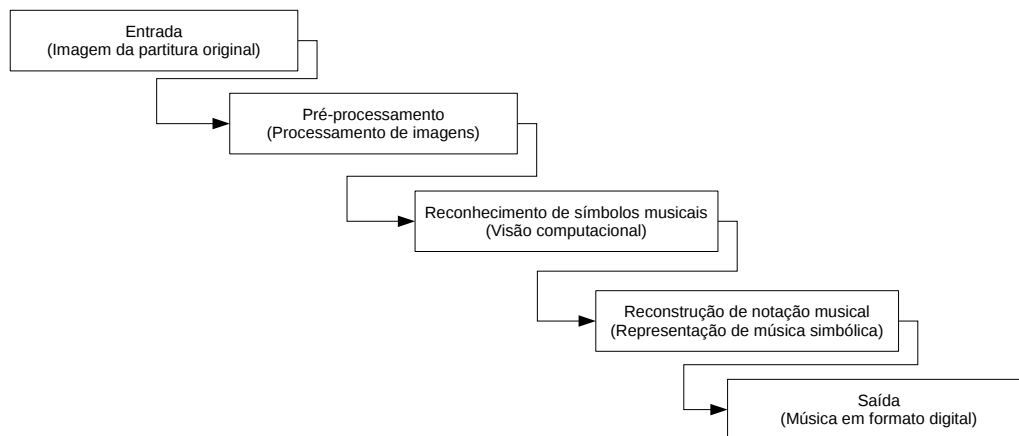 Entrada
(Imagem da partitura original)
Pré-processamento
(Processamento de imagens)
Reconhecimento de símbolos musicais
(Visão computacional)
Reconstrução de notação musical
(Representação de música simbólica)
Saída
(Música em formato digital)